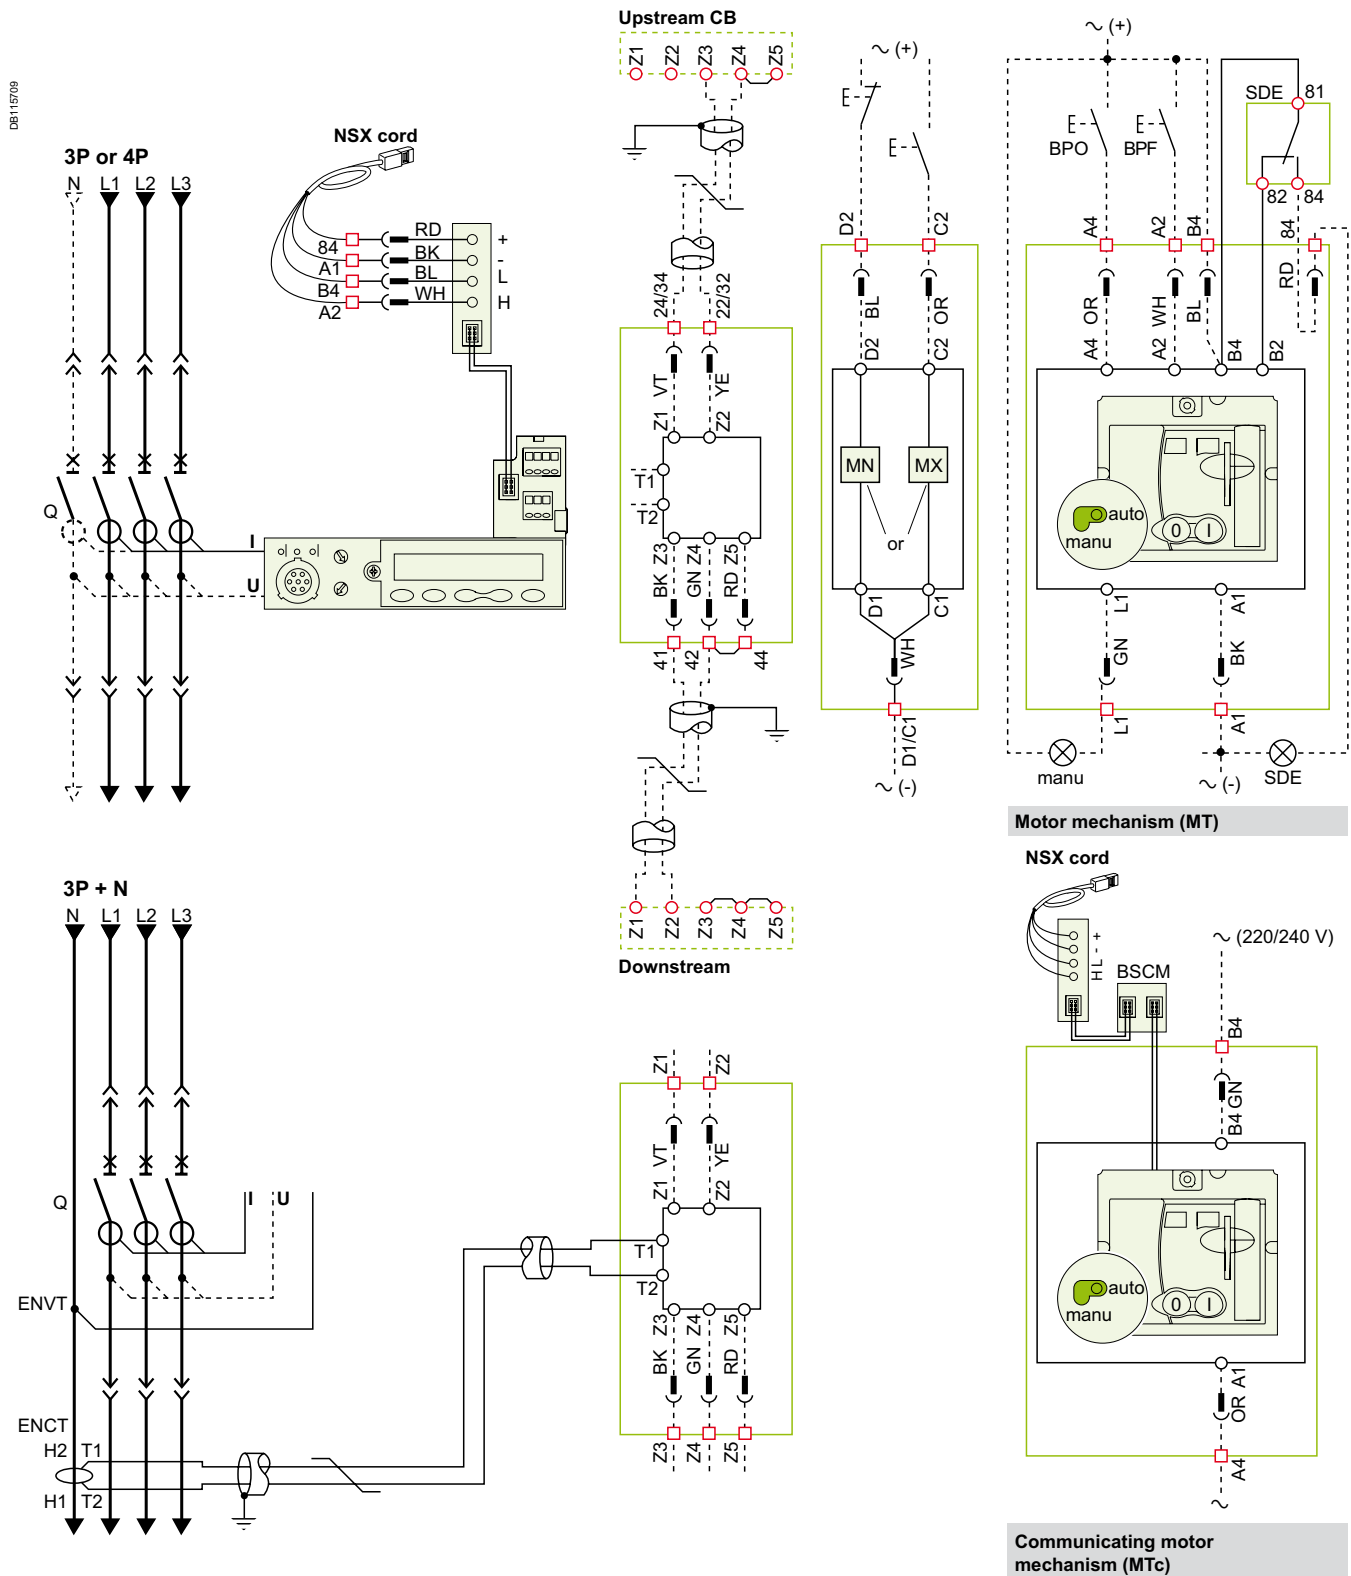 DB115709
3P or 4P
N L1 L2 L3
Q
I
U
NSX cord
84 RD +
A1 BK -
B4 BL L
A2 WH H
Upstream CB
Z1 Z2 Z3 Z4 Z5
24/34 22/32
VT YE
Z1 Z2
T1
T2
Z3 Z4 Z5
BK GN RD
41 42 44
Z1 Z2 Z3 Z4 Z5
Downstream
∼ (+)
E
E
D2 C2
BL OR
D2 C2
MN MX
or
D1 C1
WH
D1/C1
∼ (-)
∼ (+)
SDE 81
E BPO E BPF
82 84
A4 A2 B4 84
OR WH BL RD
A4 A2 B4 B2
auto
manu
0 I
L1 A1
GN BK
L1 A1
manu
∼ (-)
SDE
Motor mechanism (MT)
3P + N
N L1 L2 L3
Q
I U
ENVT
ENCT
H2 T1
H1 T2
Z1 Z2
VT YE
Z1 Z2
T1
T2
Z3 Z4 Z5
BK GN RD
Z3 Z4 Z5
NSX cord
H L - +
BSCM
∼ (220/240 V)
B4
GN
B4
auto
manu
0 I
A1
OR
A4
∼
Communicating motor
mechanism (MTc)